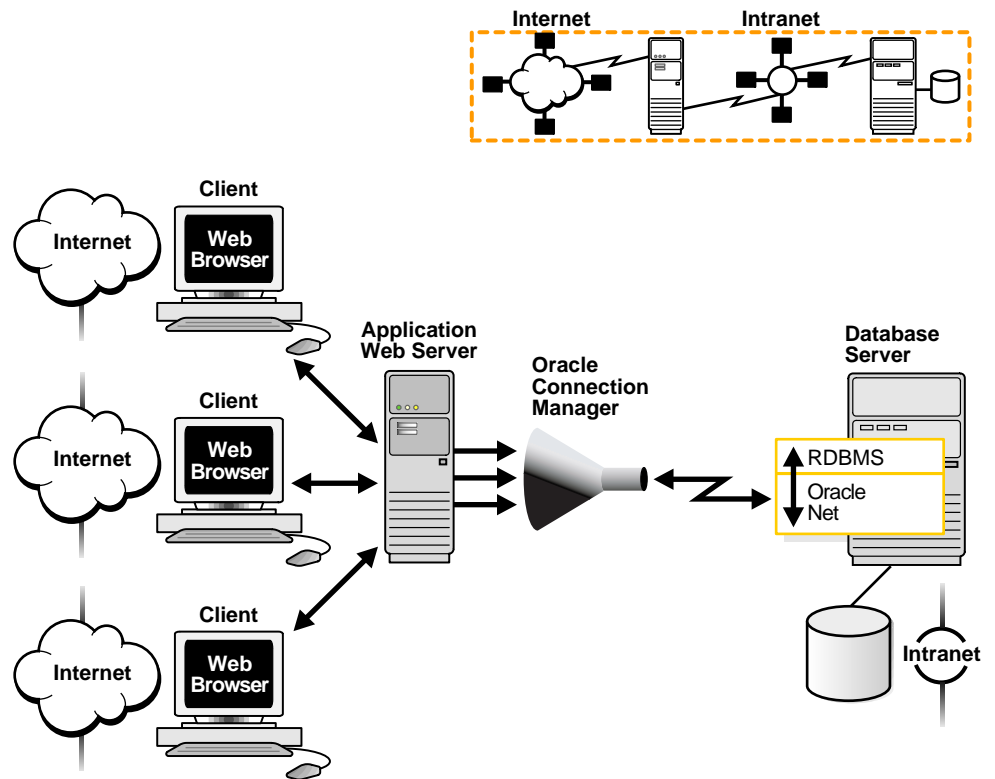 Internet
Intranet
Client
Internet
Web
Browser
Application
Web Server
Oracle
Connection
Manager
Database
Server
Client
Internet
Web
Browser
RDBMS
Oracle
Net
Client
Internet
Web
Browser
Intranet